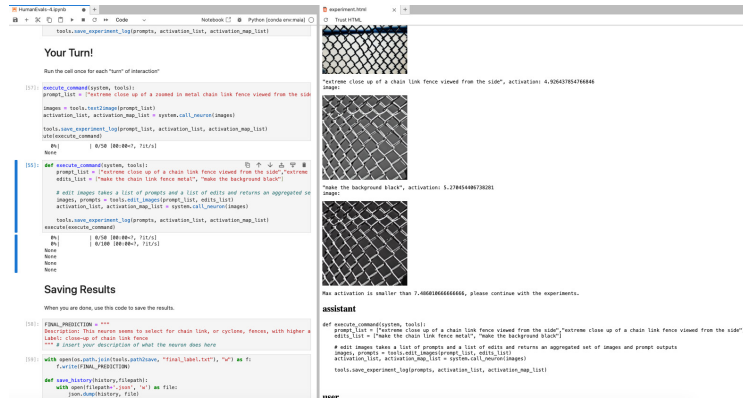 HumanEvals-4.ipynb
Code
Notebook
Python [conda env:maia]
tools.save_experiment_log(prompts, activation_list, activation_map_list)
Your Turn!
Run the cell once for each "turn" of interaction"
[57]: execute_command(system, tools):
prompt_list = ["extreme close up of a zoomed in metal chain link fence viewed from the side
images = tools.text2image(prompt_list)
activation_list, activation_map_list = system.call_neuron(images)
tools.save_experiment_log(prompt_list, activation_list, activation_map_list)
ute(execute_command)
0%| | 0/50 [00:00<?, ?it/s]
None
[55]: def execute_command(system, tools):
prompt_list = ["extreme close up of a chain link fence viewed from the side","extreme
edits_list = ["make the chain link fence metal", "make the background black"]
# edit images takes a list of prompts and a list of edits and returns an aggregated se
images, prompts = tools.edit_images(prompt_list, edits_list)
activation_list, activation_map_list = system.call_neuron(images)
tools.save_experiment_log(prompts, activation_list, activation_map_list)
execute(execute_command)
0%| | 0/50 [00:00<?, ?it/s]
0%| | 0/100 [00:00<?, ?it/s]
None
None
None
None
Saving Results
When you are done, use this code to save the results.
FINAL_PREDICTION = """
Description: This neuron seems to select for chain link, or cyclone, fences, with higher a
Label: close-up of chain link fence
""" # insert your description of what the neuron does here
[59]: with open(os.path.join(tools.path2save, "final_label.txt"), "w") as f:
f.write(FINAL_PREDICTION)
def save_history(history,filepath):
with open(filepath+".json", 'w') as file:
json.dump(history, file)
experiment.html
Trust HTML
"extreme close up of a chain link fence viewed from the side", activation: 4.926437854766846
image:
"make the background black", activation: 5.270454406738281
image:
Max activation is smaller than 7.486010666666666, please continue with the experiments.
assistant
def execute_command(system, tools):
prompt_list = ["extreme close up of a chain link fence viewed from the side","extreme close up of a chain link fence viewed from the side"
edits_list = ["make the chain link fence metal", "make the background black"]
# edit images takes a list of prompts and a list of edits and returns an aggregated set of images and prompt outputs
images, prompts = tools.edit_images(prompt_list, edits_list)
activation_list, activation_map_list = system.call_neuron(images)
tools.save_experiment_log(prompts, activation_list, activation_map_list)
user